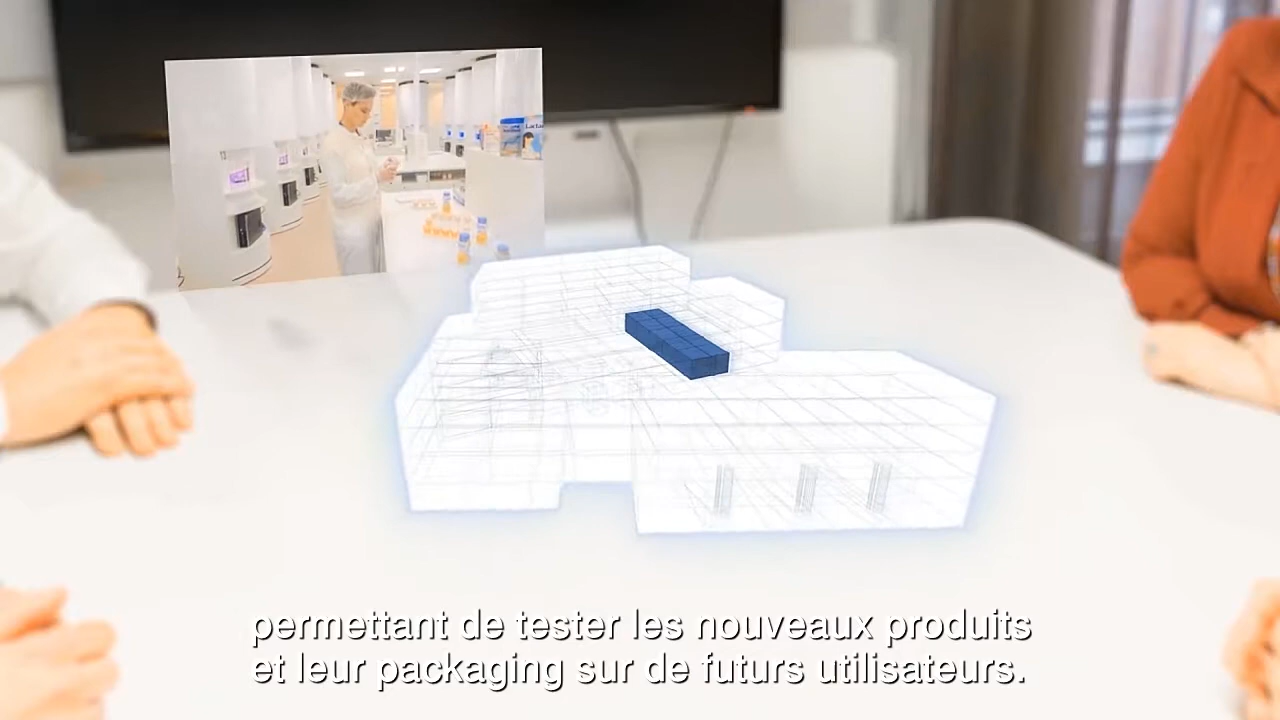 permettant de tester les nouveaux produits
et leur packaging sur de futurs utilisateurs.